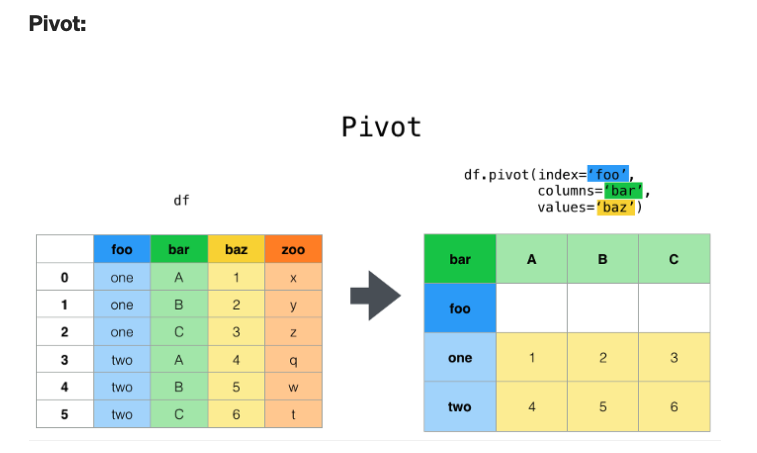 Pivot:
Pivot
df
df.pivot(index='foo',
columns='bar',
values='baz')
foo bar baz zoo
0 one A 1 x
1 one B 2 y
2 one C 3 z
3 two A 4 q
4 two B 5 w
5 two C 6 t
bar A B C
foo
one 1 2 3
two 4 5 6